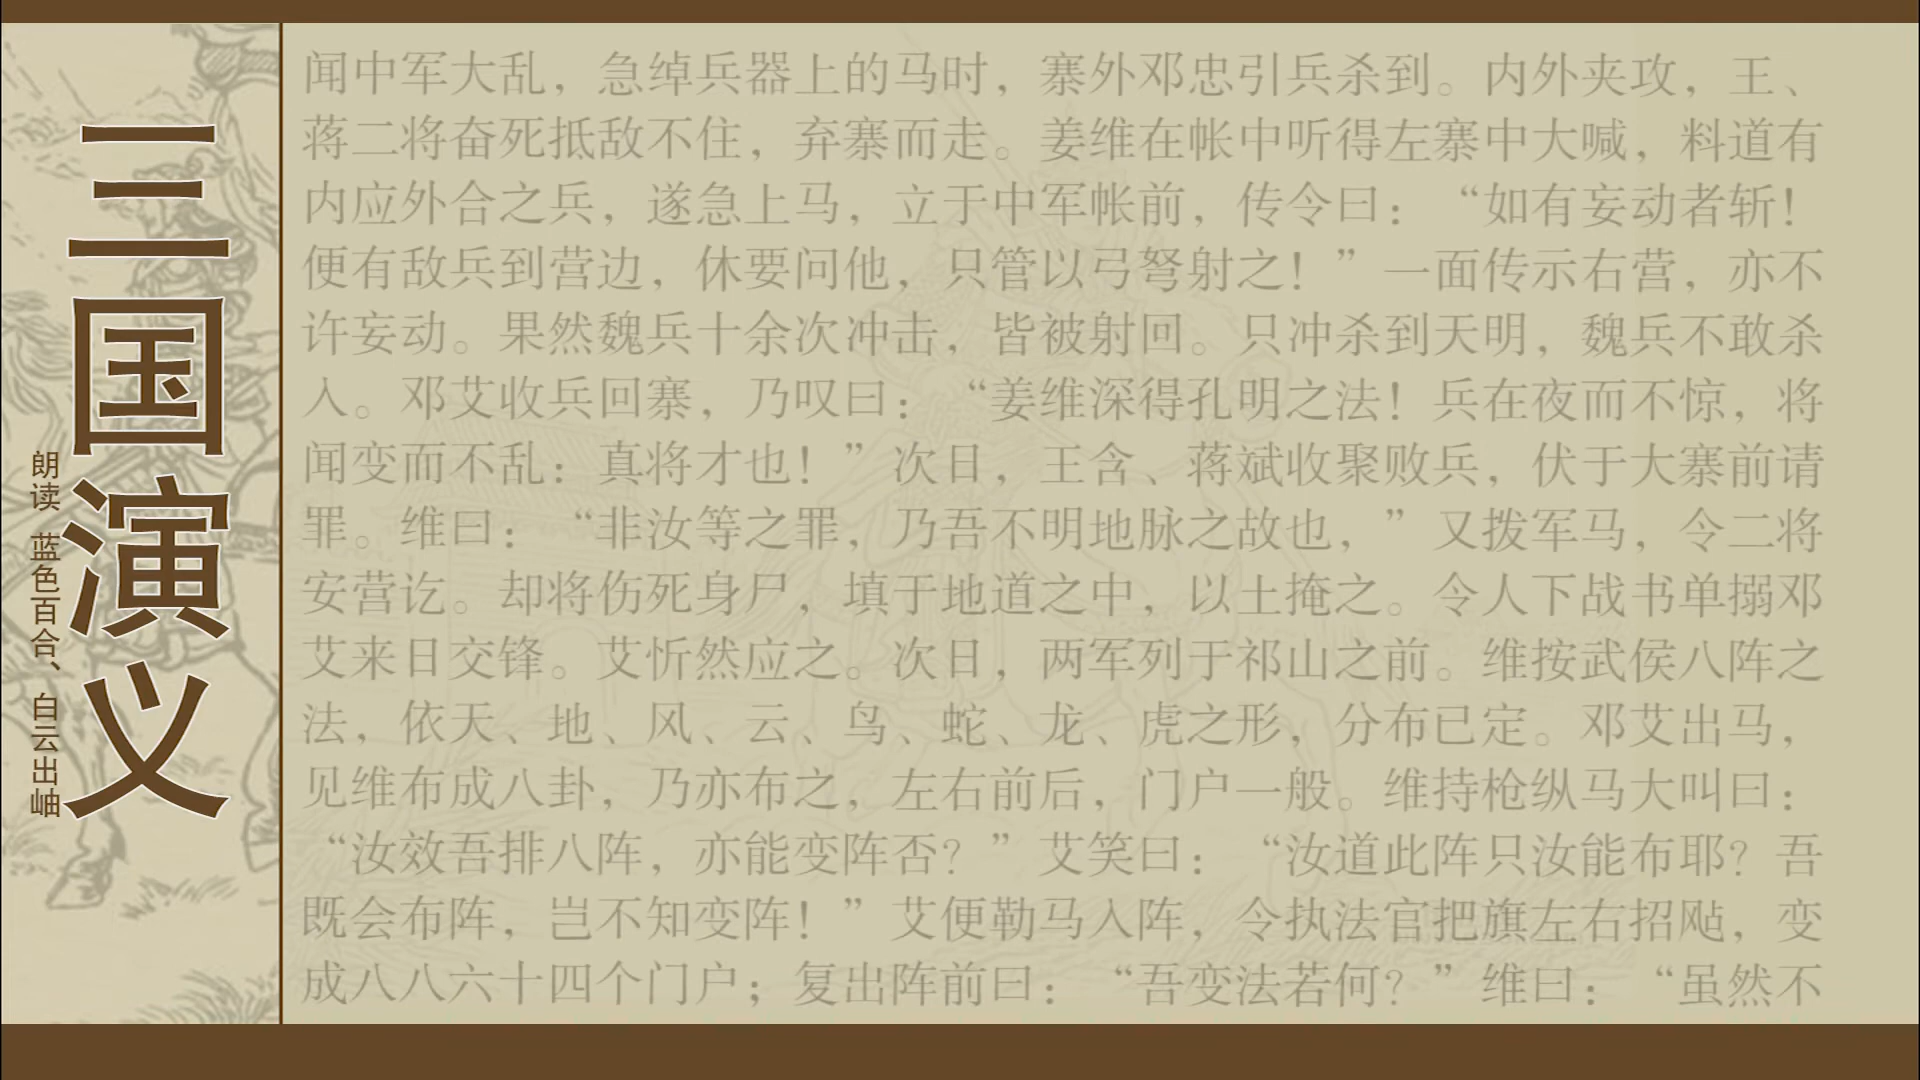 三国演义
朗读 蓝色百合、白云出岫
闻中军大乱，急绰兵器上的马时，寨外邓忠引兵杀到。内外夹攻，王、
蒋二将奋死抵敌不住，弃寨而走。姜维在帐中听得左寨中大喊，料道有
内应外合之兵，遂急上马，立于中军帐前，传令曰：“如有妄动者斩！
便有敌兵到营边，休要问他，只管以弓弩射之！”一面传示右营，亦不
许妄动。果然魏兵十余次冲击，皆被射回。只冲杀到天明，魏兵不敢杀
入。邓艾收兵回寨，乃叹曰：“姜维深得孔明之法！兵在夜而不惊，将
闻变而不乱：真将才也！”次日，王含、蒋斌收聚败兵，伏于大寨前请
罪。维曰：“非汝等之罪，乃吾不明地脉之故也，”又拨军马，令二将
安营讫。却将伤死身尸，填于地道之中，以土掩之。令人下战书单搦邓
艾来日交锋。艾忻然应之。次日，两军列于祁山之前。维按武侯八阵之
法，依天、地、风、云、鸟、蛇、龙、虎之形，分布已定。邓艾出马，
见维布成八卦，乃亦布之，左右前后，门户一般。维持枪纵马大叫曰：
“汝效吾排八阵，亦能变阵否？”艾笑曰：“汝道此阵只汝能布耶？吾
既会布阵，岂不知变阵！”艾便勒马入阵，令执法官把旗左右招飐，变
成八八六十四个门户；复出阵前曰：“吾变法若何？”维曰：“虽然不